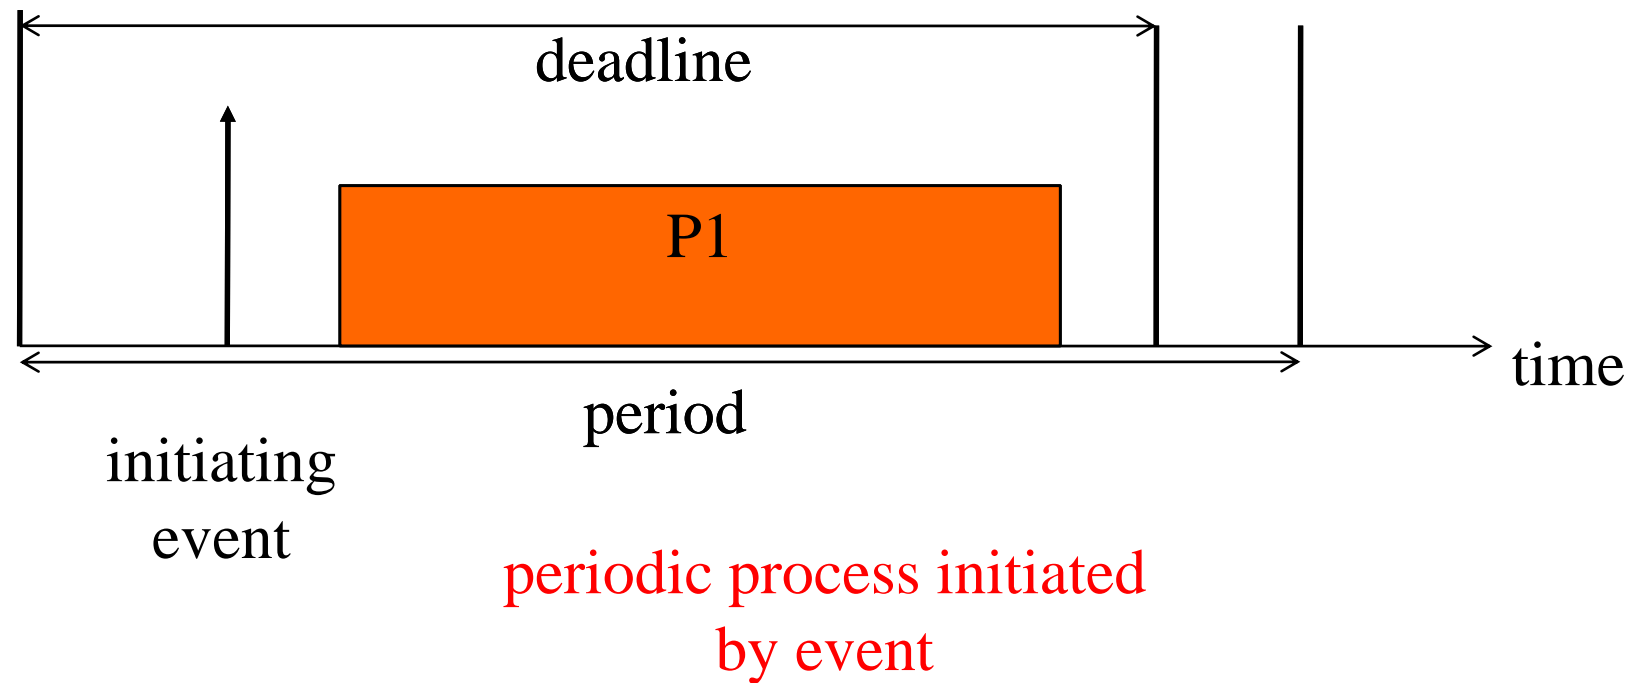 deadline
P1
time
period
initiating
event
periodic process initiated
by event